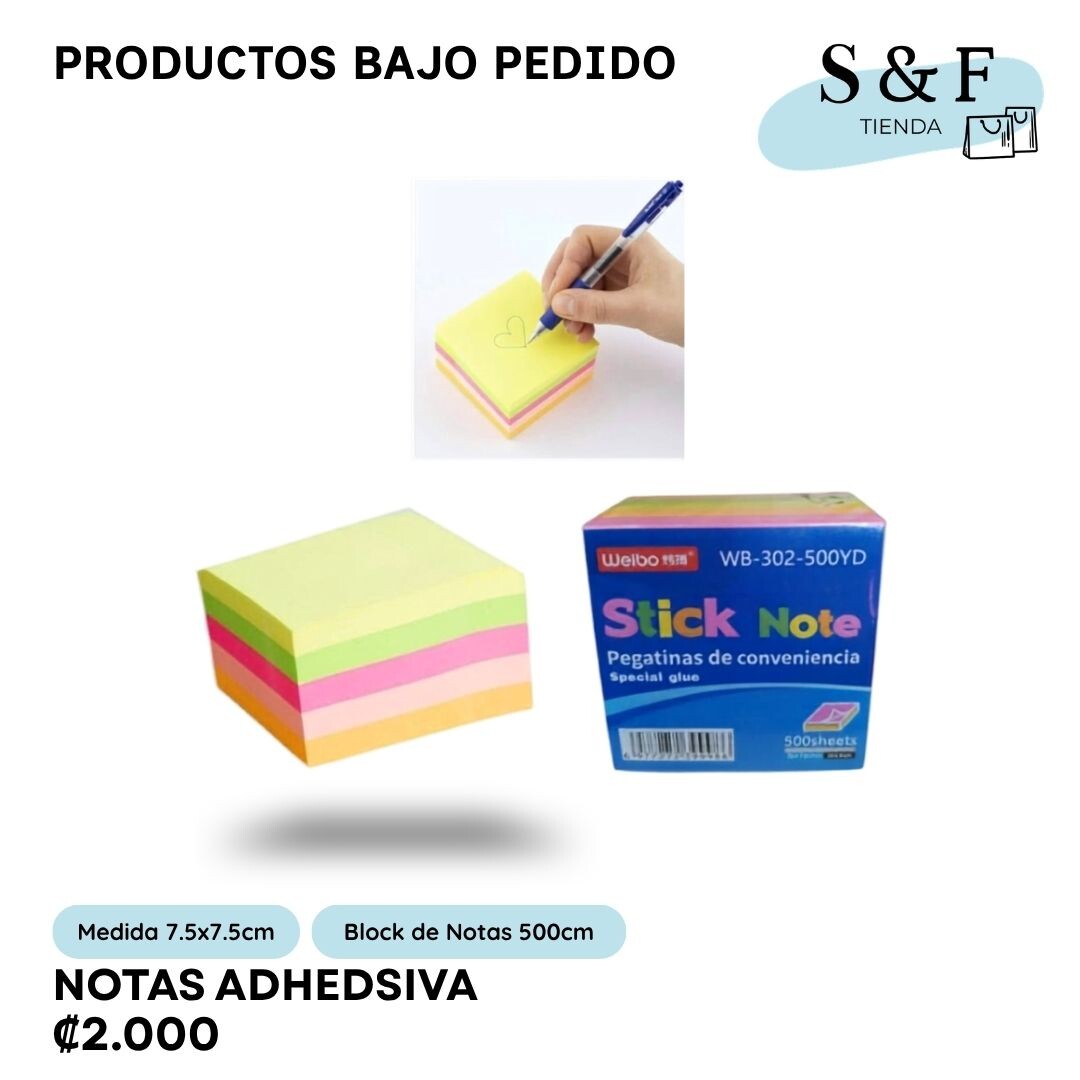 PRODUCTOS BAJO PEDIDO
S & F
TIENDA
Weibo
WB-302-500YD
Stick Note
Pegatinas de conveniencia
Special glue
500sheets
Medida 7.5x7.5cm
Block de Notas 500cm
NOTAS ADHEDSIVA
₡2.000